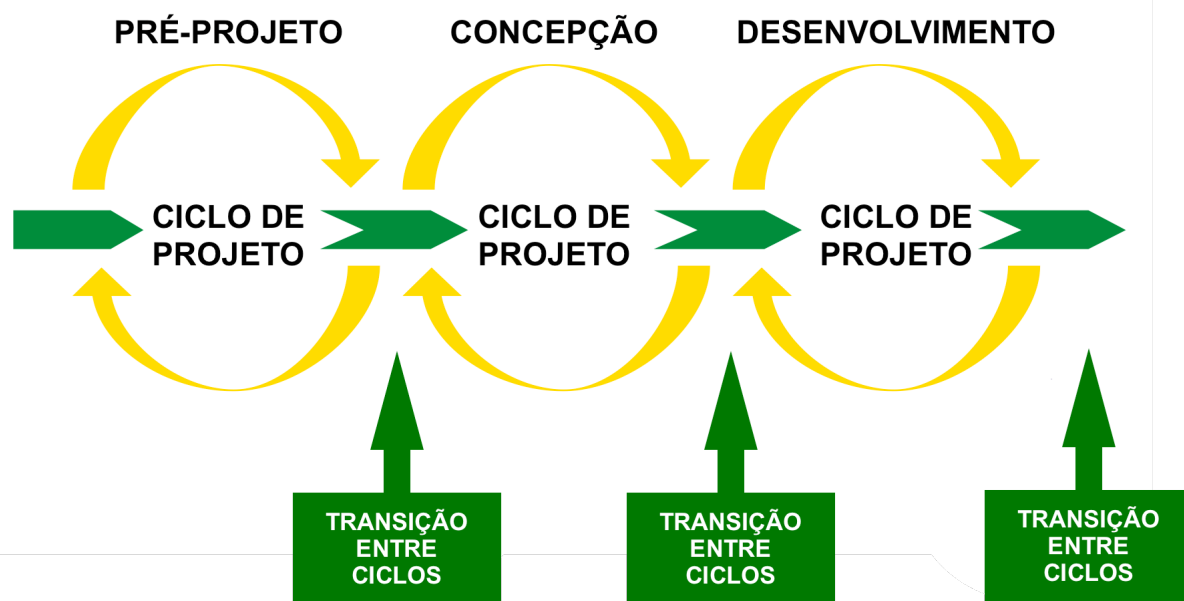 PRÉ-PROJETO
CONCEPÇÃO
DESENVOLVIMENTO
CICLO DE
PROJETO
CICLO DE
PROJETO
CICLO DE
PROJETO
TRANSIÇÃO
ENTRE
CICLOS
TRANSIÇÃO
ENTRE
CICLOS
TRANSIÇÃO
ENTRE
CICLOS